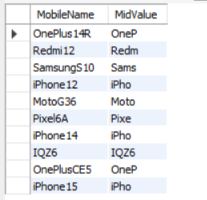 MobileName MidValue
OnePlus14R OneP
Redmi12 Redm
SamsungS10 Sams
iPhone12 iPho
MotoG36 Moto
Pixel6A Pixe
iPhone14 iPho
IQZ6 IQZ6
OnePlusCE5 OneP
iPhone15 iPho